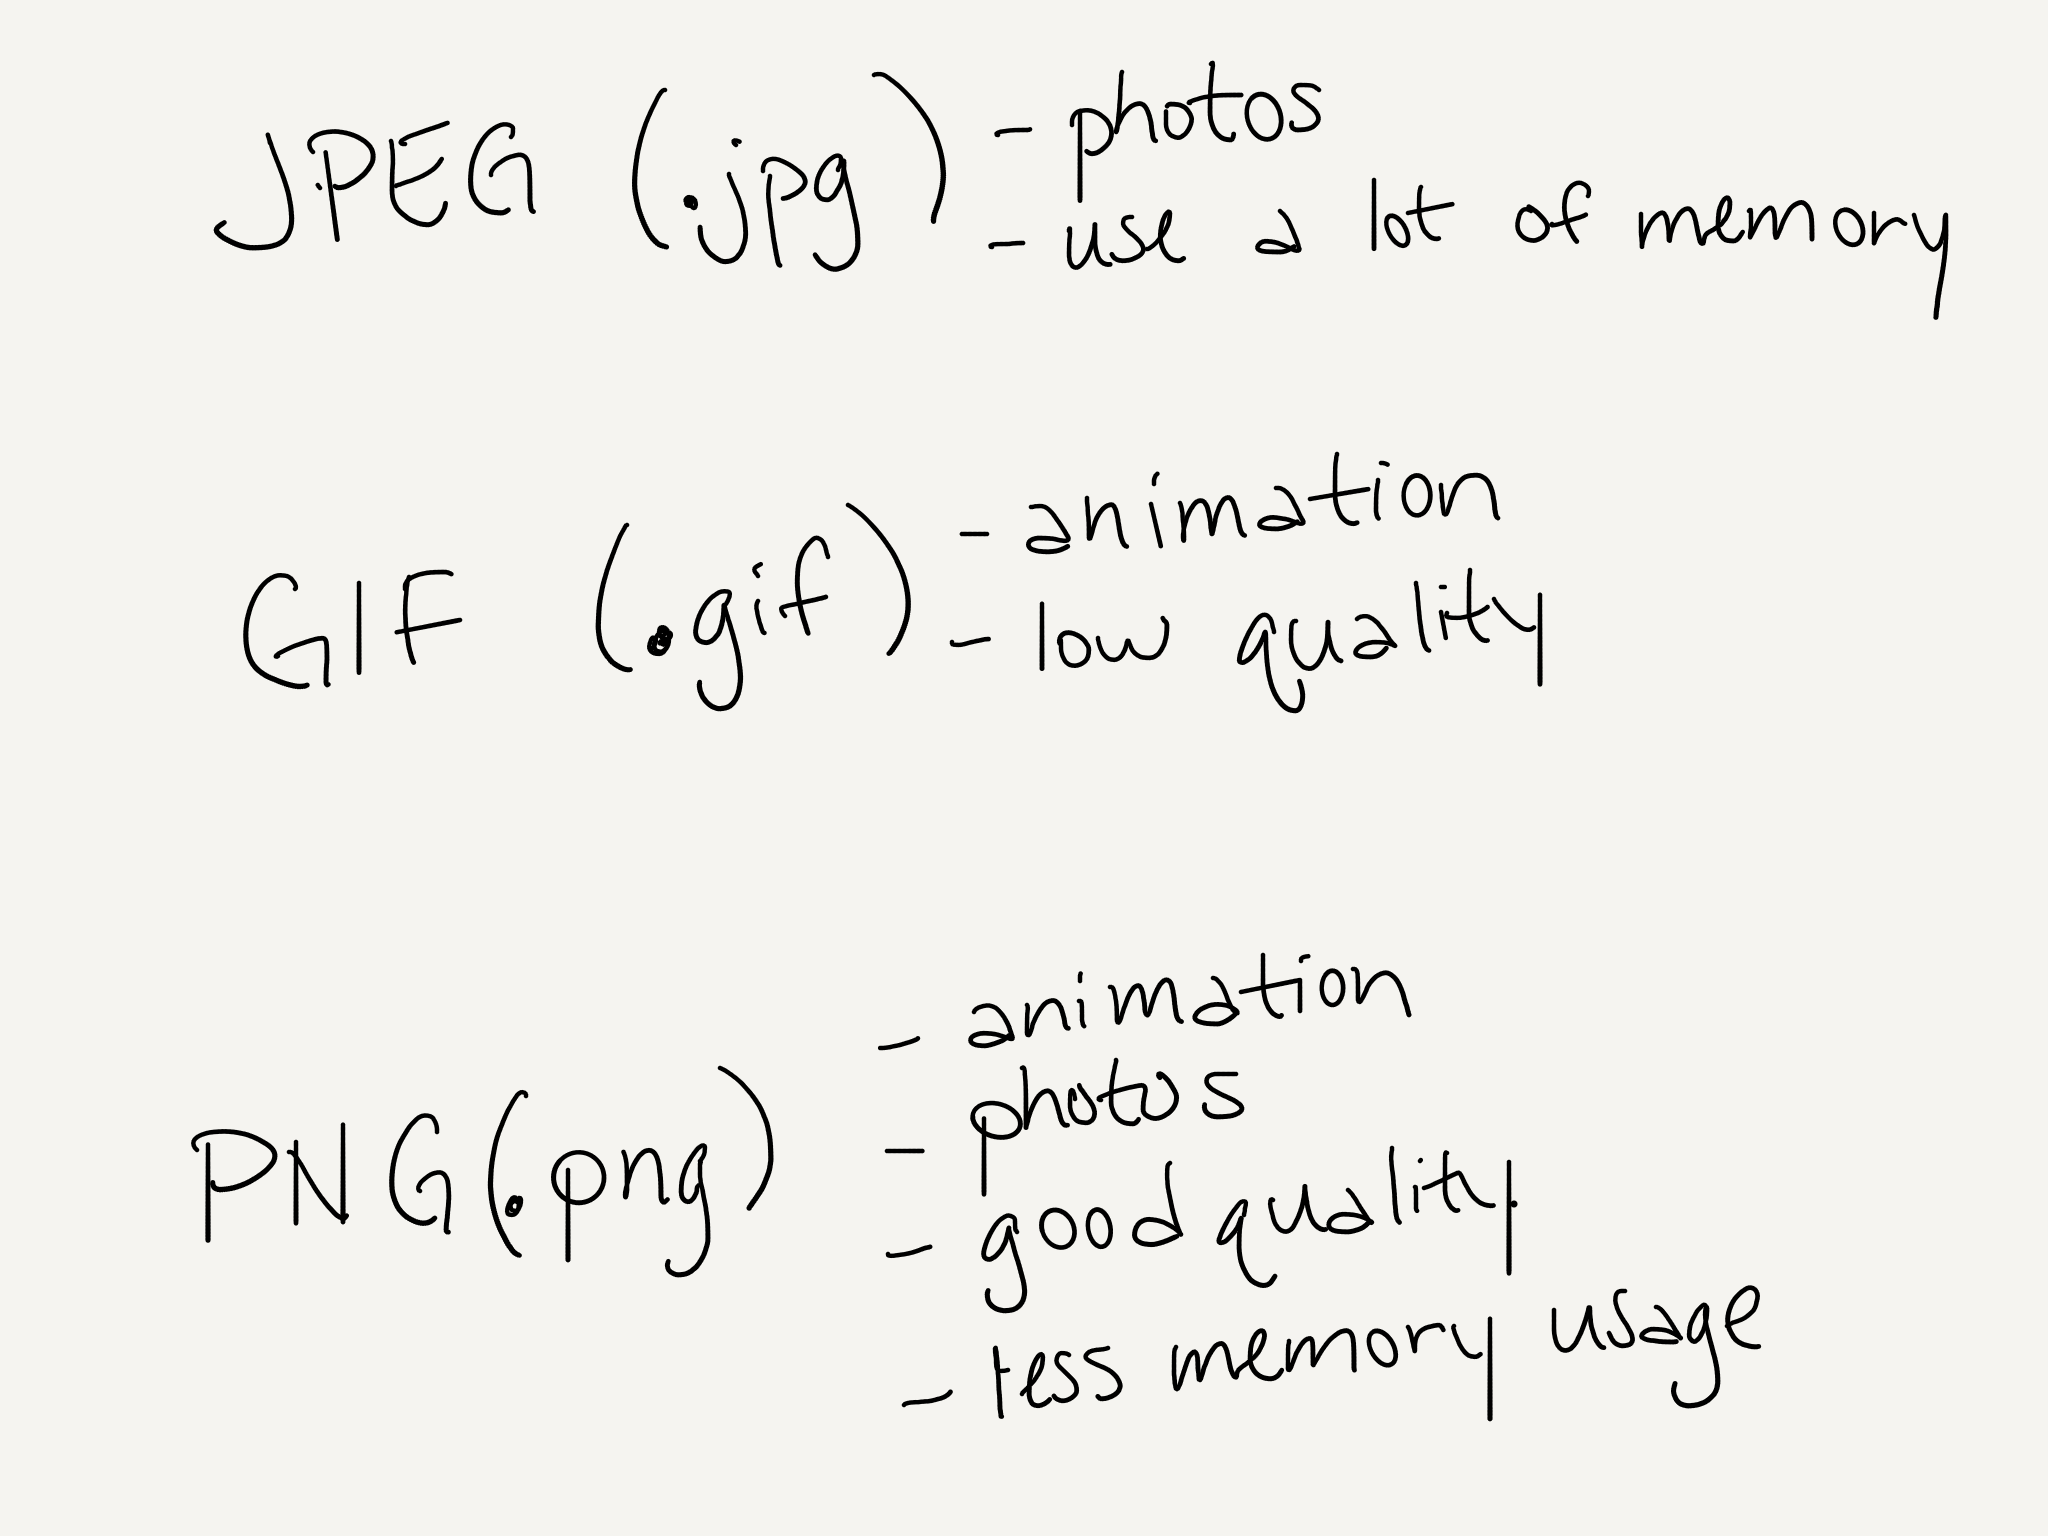 JPEG (.jpg) - photos
- use a lot of memory
GIF (.gif) - animation
- low quality
- animation
- photos
PNG (.png)
- good quality
- less memory usage